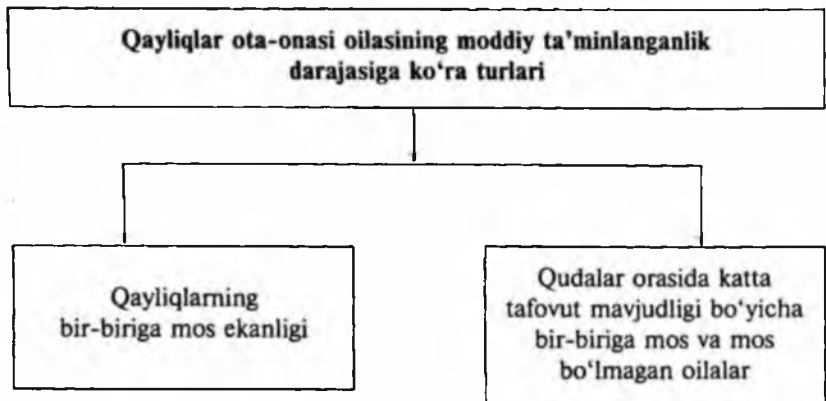 Qayliqlar ota-onasi oilasining moddiy ta’minlanganlik
darajasiga ko‘ra turlari
Qayliqlarning
bir-biriga mos ekanligi
Qudalar orasida katta
tafovut mavjudligi bo‘yicha
bir-biriga mos va mos
bo‘lmagan oilalar